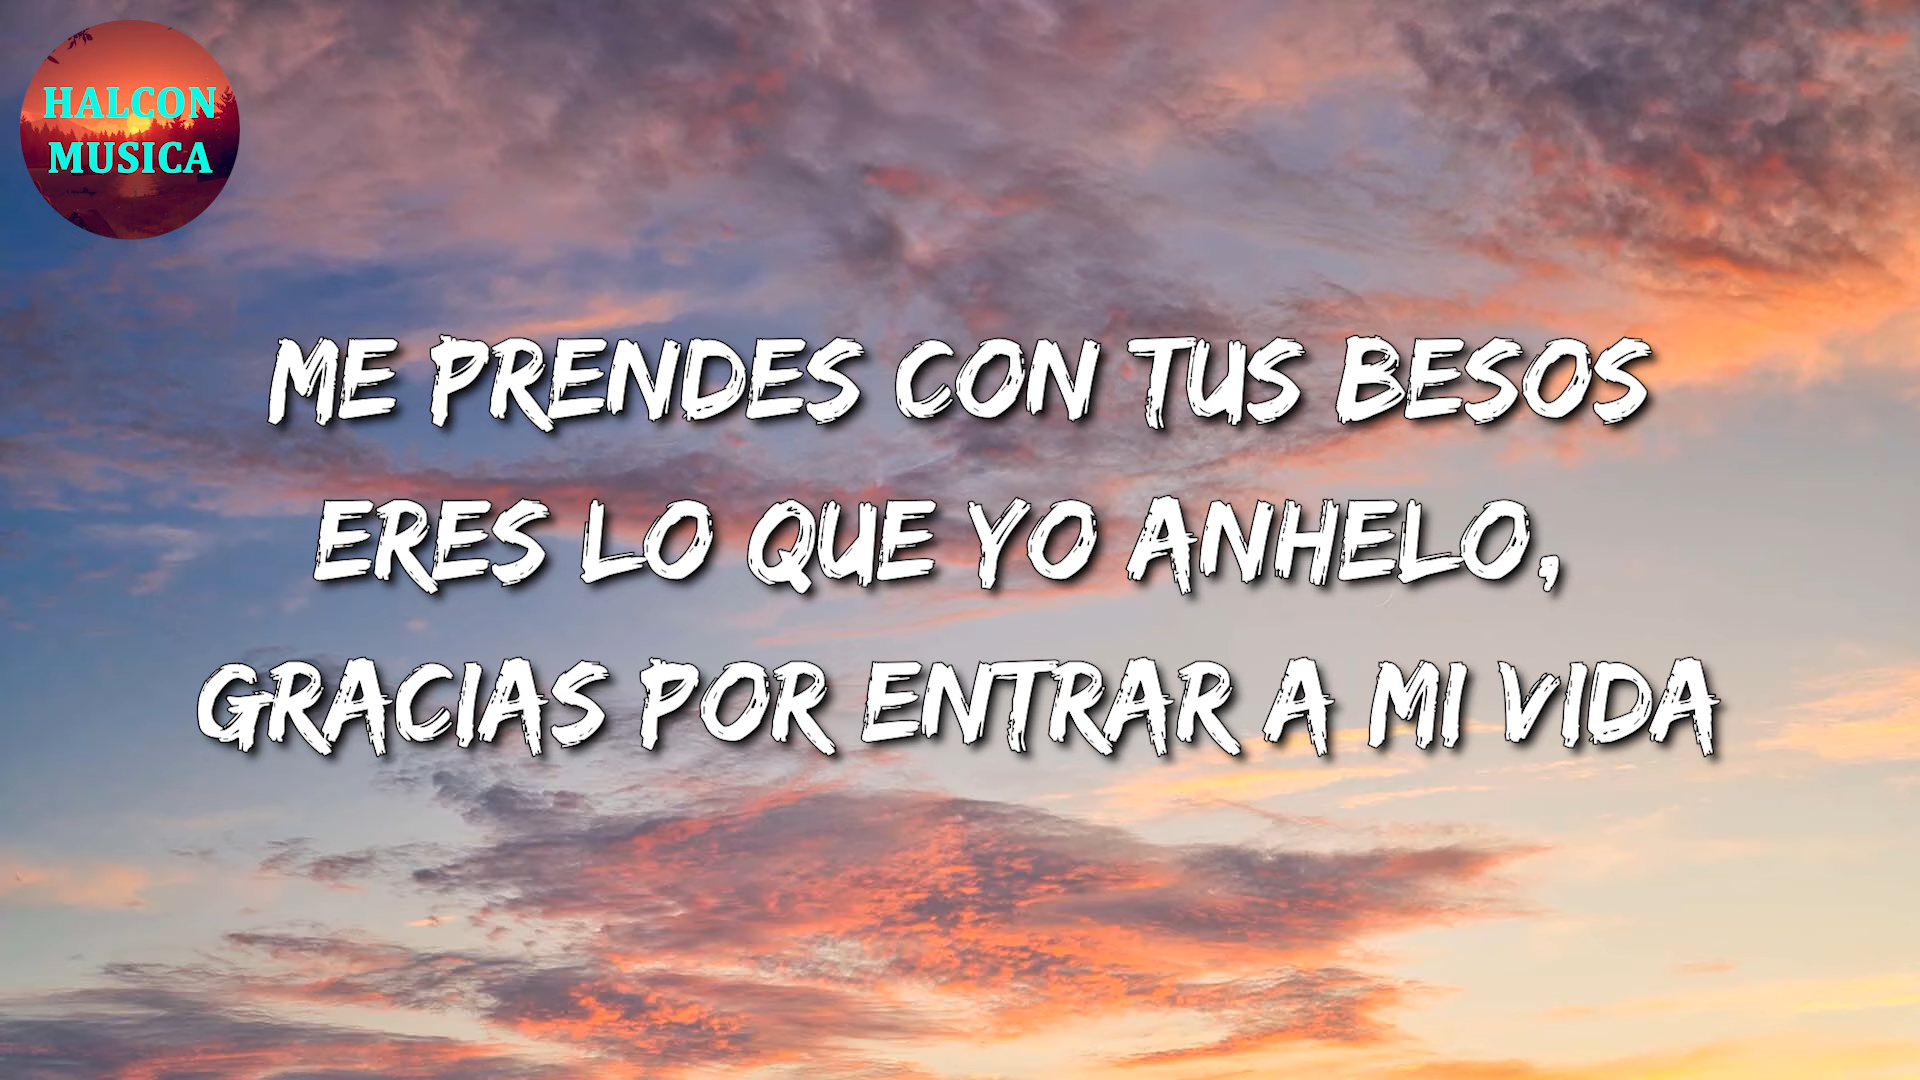 HALCON
MUSICA
ME PRENDES CON TUS BESOS
ERES LO QUE YO ANHELO,
GRACIAS POR ENTRAR A MI VIDA